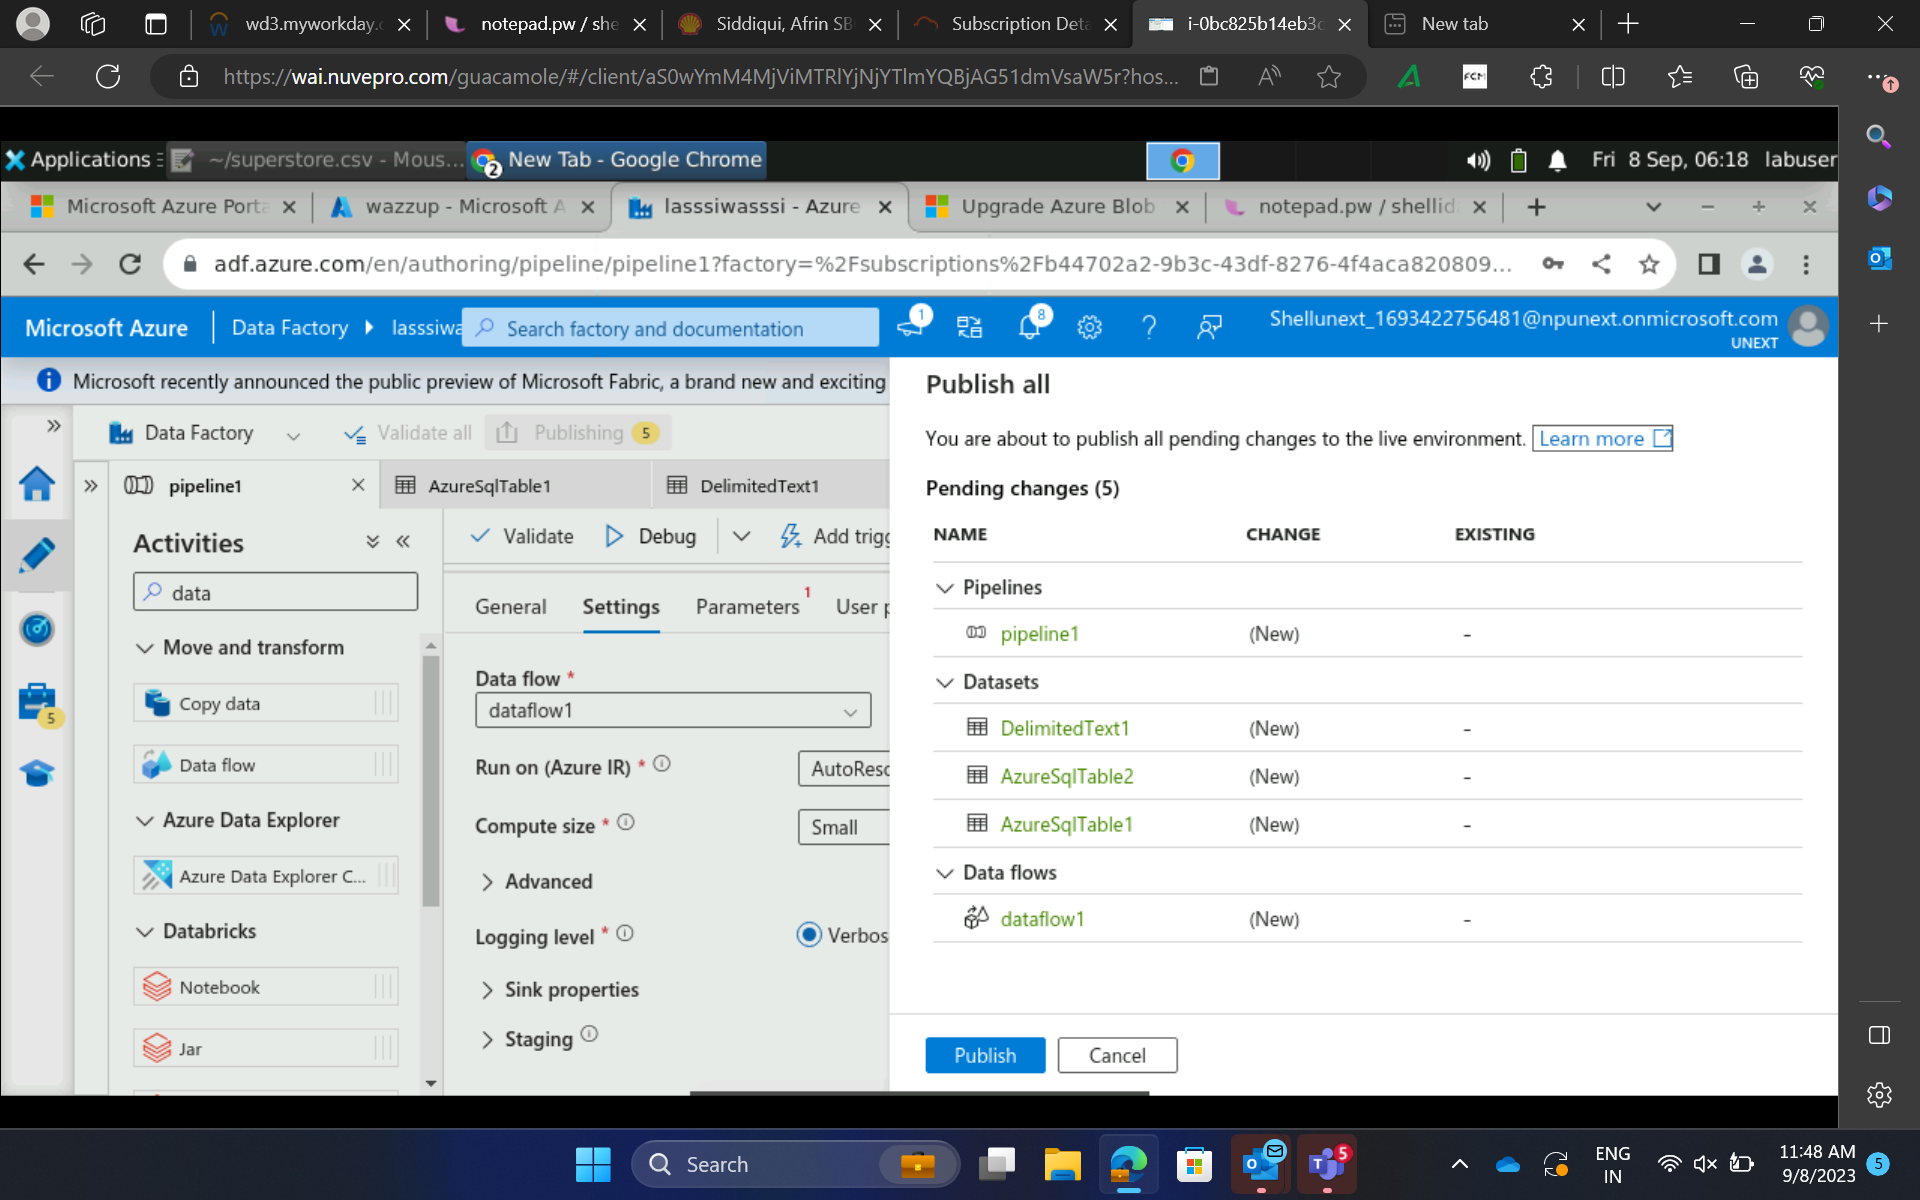 wd3.myworkday.c
notepad.pw / she
Siddiqui, Afrin SB
Subscription Deta
i-0bc825b14eb3c
New tab
https://wai.nuvepro.com/guacamole/#/client/aS0wYmM4MjViMTRlYjNjYTlmYQBjAG51dmVsaW5r?hos...
FCM
Applications
~/superstore.csv - Mous...
2
New Tab - Google Chrome
Fri 8 Sep, 06:18 labuser
Microsoft Azure Porta
wazzup - Microsoft A
lasssiwasssi - Azure
Upgrade Azure Blob
notepad.pw / shellid
adf.azure.com/en/authoring/pipeline/pipeline1?factory=%2Fsubscriptions%2Fb44702a2-9b3c-43df-8276-4f4aca820809...
Microsoft Azure
Data Factory
lasssiwa
Search factory and documentation
1
8
Shellunext_1693422756481@npunext.onmicrosoft.com
UNEXT
Microsoft recently announced the public preview of Microsoft Fabric, a brand new and exciting
Data Factory
Validate all
Publishing 5
pipeline1
AzureSqlTable1
DelimitedText1
Activities
data
Move and transform
Copy data
Data flow
Azure Data Explorer
Azure Data Explorer C...
Databricks
Notebook
Jar
5
Validate
Debug
Add trigg
General
Settings
Parameters 1
User p
Data flow *
dataflow1
Run on (Azure IR) *
AutoReso
Compute size *
Small
Advanced
Logging level *
Verbos
Sink properties
Staging
Publish all
You are about to publish all pending changes to the live environment. Learn more
Pending changes (5)
NAME CHANGE EXISTING
Pipelines
pipeline1 (New) -
Datasets
DelimitedText1 (New) -
AzureSqlTable2 (New) -
AzureSqlTable1 (New) -
Data flows
dataflow1 (New) -
Publish
Cancel
Search
5
ENG
IN
11:48 AM
9/8/2023
5